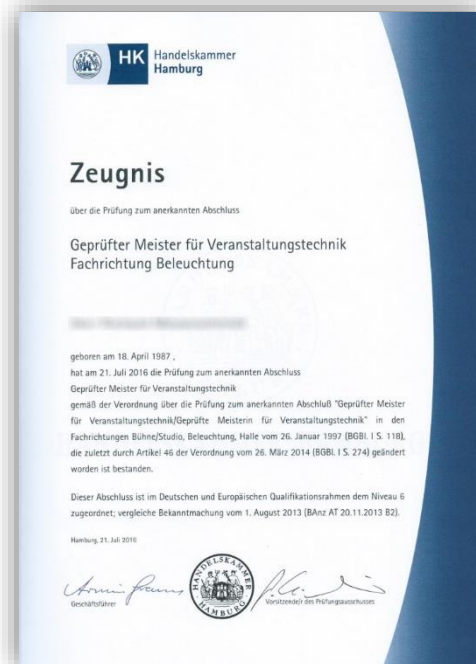 HK Handelskammer
Hamburg
Zeugnis
über die Prüfung zum anerkannten Abschluss
Geprüfter Meister für Veranstaltungstechnik
Fachrichtung Beleuchtung
geboren am 18. April 1987 ,
hat am 21. Juli 2016 die Prüfung zum anerkannten Abschluss
Geprüfter Meister für Veranstaltungstechnik
gemäß der Verordnung über die Prüfung zum anerkannten Abschluß "Geprüfter Meister
für Veranstaltungstechnik/Geprüfte Meisterin für Veranstaltungstechnik" in den
Fachrichtungen Bühne/Studio, Beleuchtung, Halle vom 26. Januar 1997 (BGBl. I S. 118),
die zuletzt durch Artikel 46 der Verordnung vom 26. März 2014 (BGBl. I S. 274) geändert
worden ist bestanden.
Dieser Abschluss ist im Deutschen und Europäischen Qualifikationsrahmen dem Niveau 6
zugeordnet; vergleiche Bekanntmachung vom 1. August 2013 (BAnz AT 20.11.2013 B2).
Hamburg, 21. Juli 2016
HANDELSKAMMER
HAMBURG
Geschäftsführer
Vorsitzende/r des Prüfungsausschusses